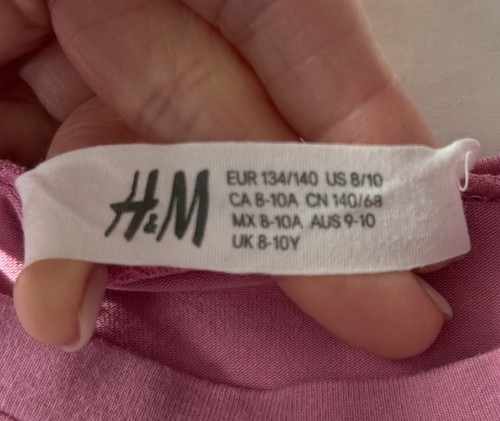 H&M
EUR 134/140 US 8/10
CA 8-10A CN 140/68
MX 8-10A AUS 9-10
UK 8-10Y